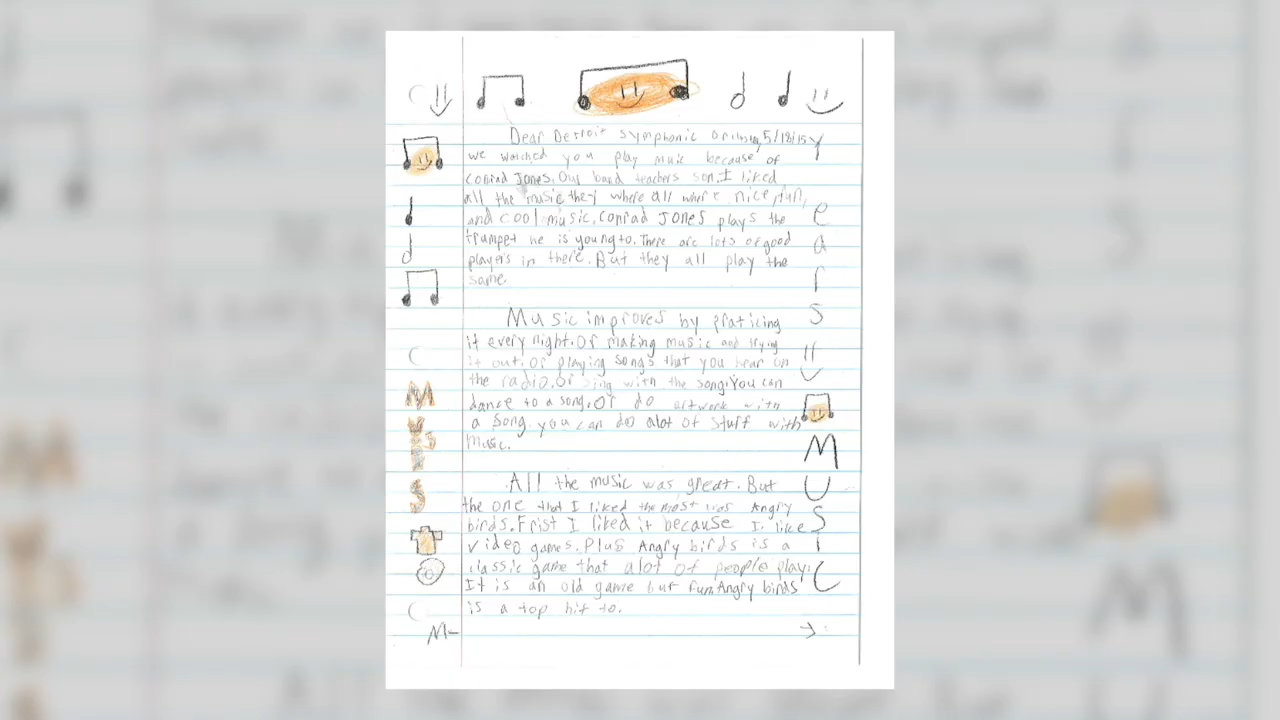 Dear Detroit Symphonic 5/18/15
we watched you play music because of
conrad Jones. Our band teachers son. I liked
all the music they where all where nice, fun,
and cool music. Conrad Jones plays the
trumpet he is young to. There are lots of good
players in there. But they all play the
same.
Music improves by praticing
it every night. Or making music and trying
it out. Or playing songs that you hear on
the radio. Or sing with the song. You can
dance to a song. Or do artwork with
a song. you can do alot of stuff with
music.
All the music was great. But
the one that I liked the most was Angry
birds. Frist I liked it because I like
video games. Plus Angry birds is a
classic game that alot of people play.
It is an old game but fun. Angry birds
is a top hit to.
Y
e
a
r
s
M
U
S
i
C